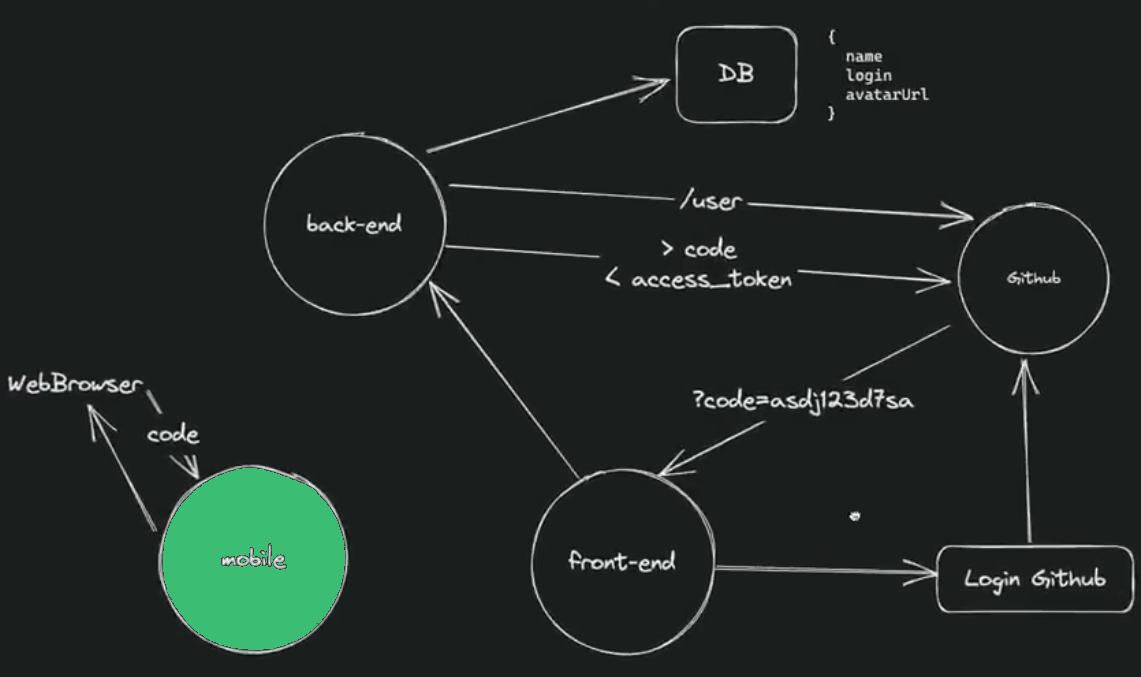 DB
{
name
login
avatarUrl
}
back-end
/user
> code
< access_token
Github
WebBrowser
code
?code=asdj123d7sa
mobile
front-end
Login Github